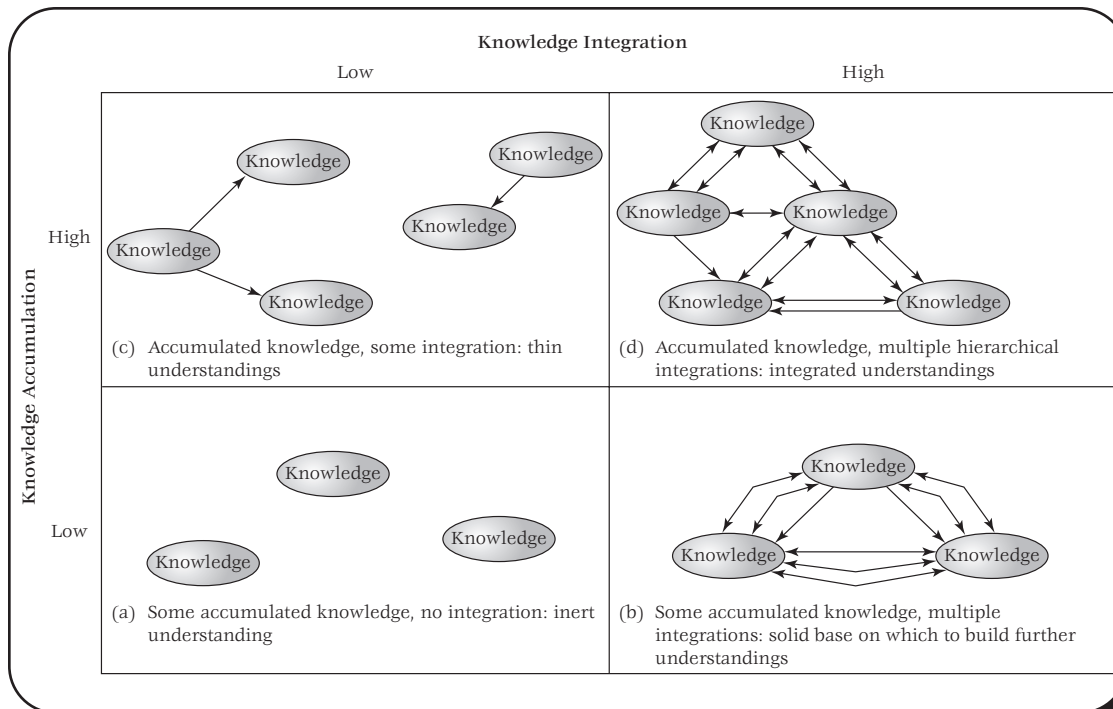 Knowledge Integration
Low
High
Knowledge Accumulation
High
Knowledge
Knowledge
Knowledge
Knowledge
Knowledge
(c) Accumulated knowledge, some integration: thin
understandings
Knowledge
Knowledge
Knowledge
Knowledge
Knowledge
(d) Accumulated knowledge, multiple hierarchical
integrations: integrated understandings
Low
Knowledge
Knowledge
Knowledge
(a) Some accumulated knowledge, no integration: inert
understanding
Knowledge
Knowledge
Knowledge
(b) Some accumulated knowledge, multiple
integrations: solid base on which to build further
understandings